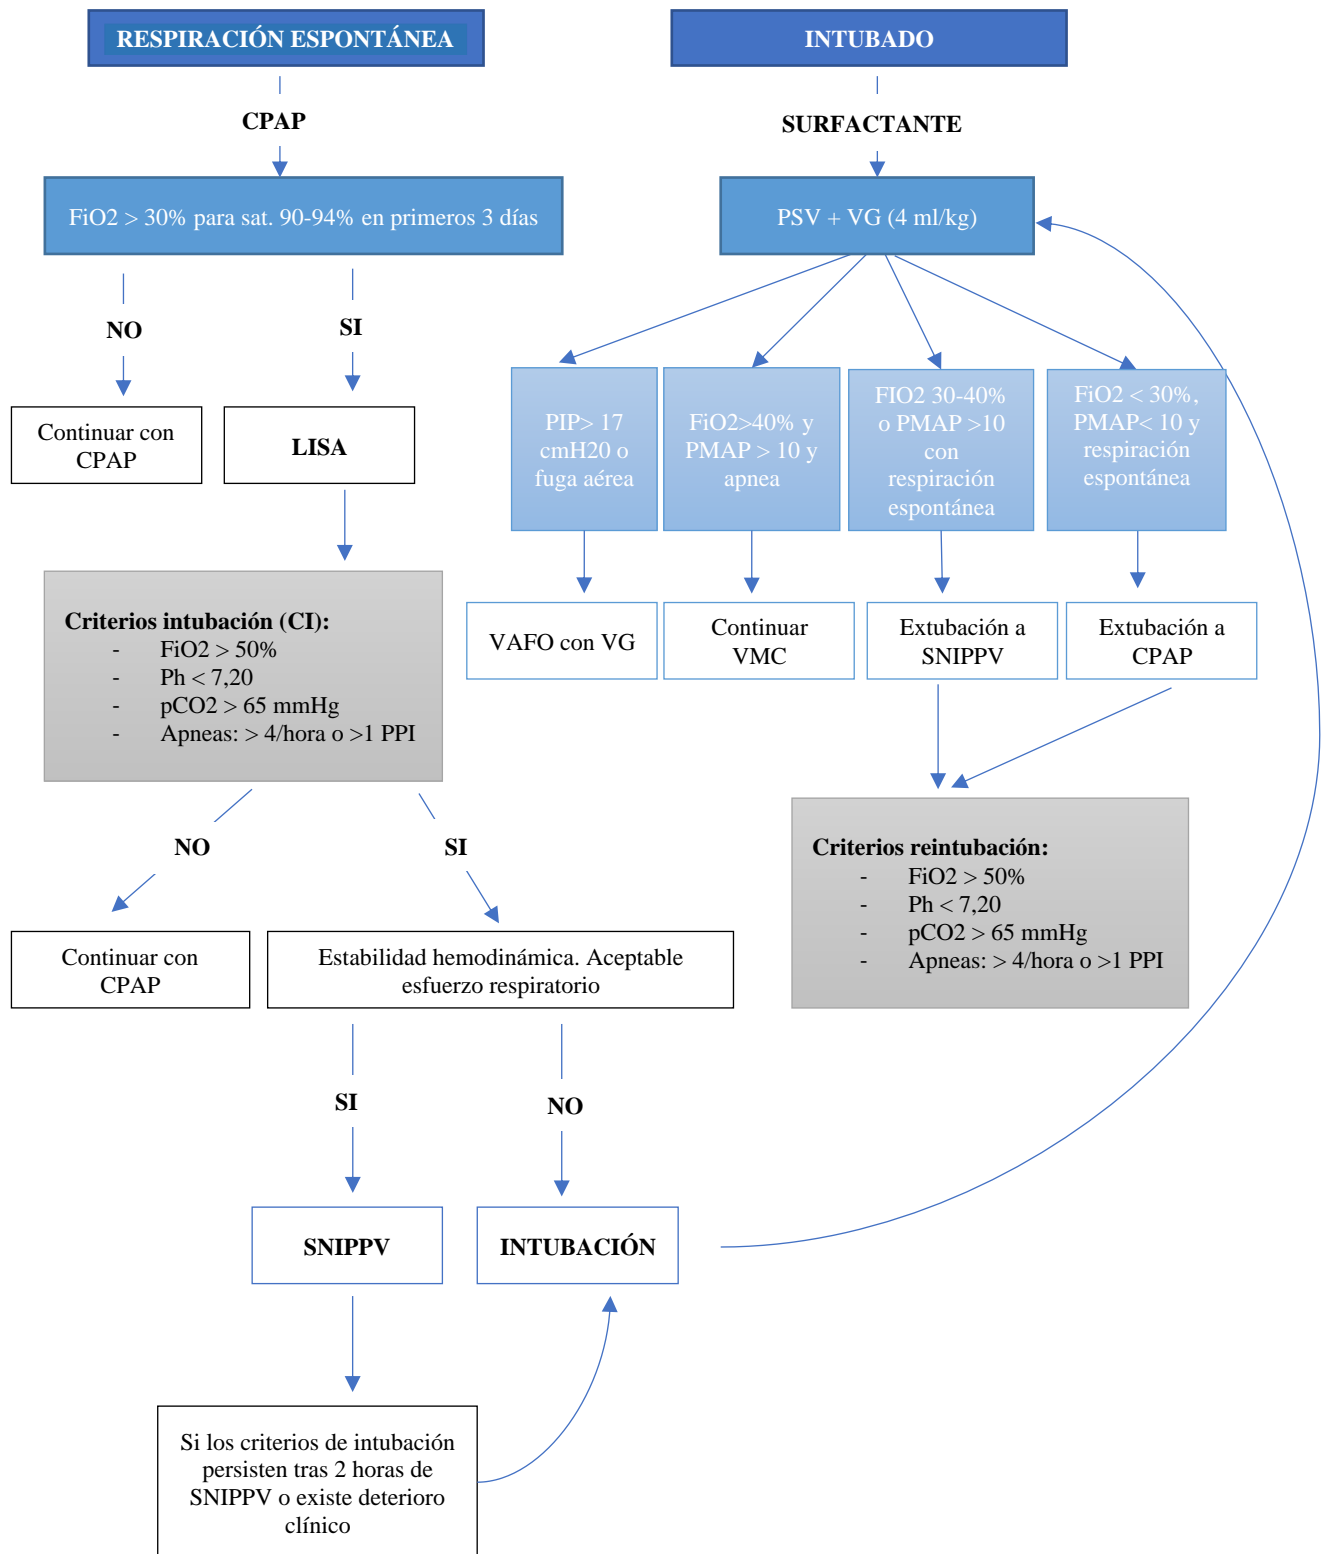 RESPIRACIÓN ESPONTÁNEA
CPAP
FiO2 > 30% para sat. 90-94% en primeros 3 días
NO
SI
Continuar con
CPAP
LISA
Criterios intubación (CI):
- FiO2 > 50%
- Ph < 7,20
- pCO2 > 65 mmHg
- Apneas: > 4/hora o >1 PPI
NO
SI
Continuar con
CPAP
Estabilidad hemodinámica. Aceptable
esfuerzo respiratorio
SI
NO
SNIPPV
INTUBACIÓN
Si los criterios de intubación
persisten tras 2 horas de
SNIPPV o existe deterioro
clínico
INTUBADO
SURFACTANTE
PSV + VG (4 ml/kg)
PIP> 17
cmH20 o
fuga aérea
FiO2>40% y
PMAP > 10 y
apnea
FIO2 30-40%
o PMAP >10
con
respiración
espontánea
FiO2 < 30%,
PMAP< 10 y
respiración
espontánea
VAFO con VG
Continuar
VMC
Extubación a
SNIPPV
Extubación a
CPAP
Criterios reintubación:
- FiO2 > 50%
- Ph < 7,20
- pCO2 > 65 mmHg
- Apneas: > 4/hora o >1 PPI